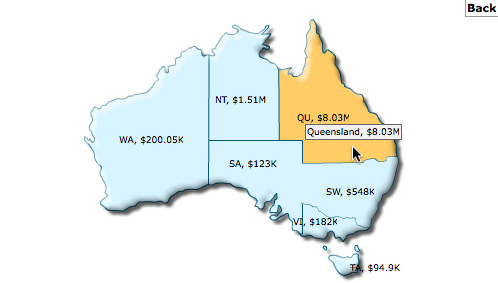 Back
NT, $1.51M
QU, $8.03M
Queensland, $8.03M
WA, $200.05K
SA, $123K
SW, $548K
VI, $182K
TA, $94.9K